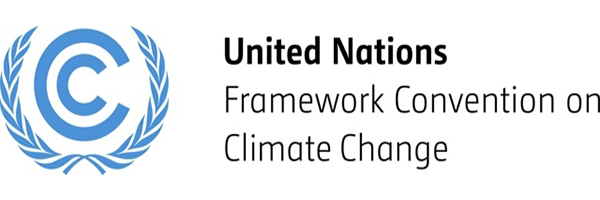 United Nations
Framework Convention on
Climate Change